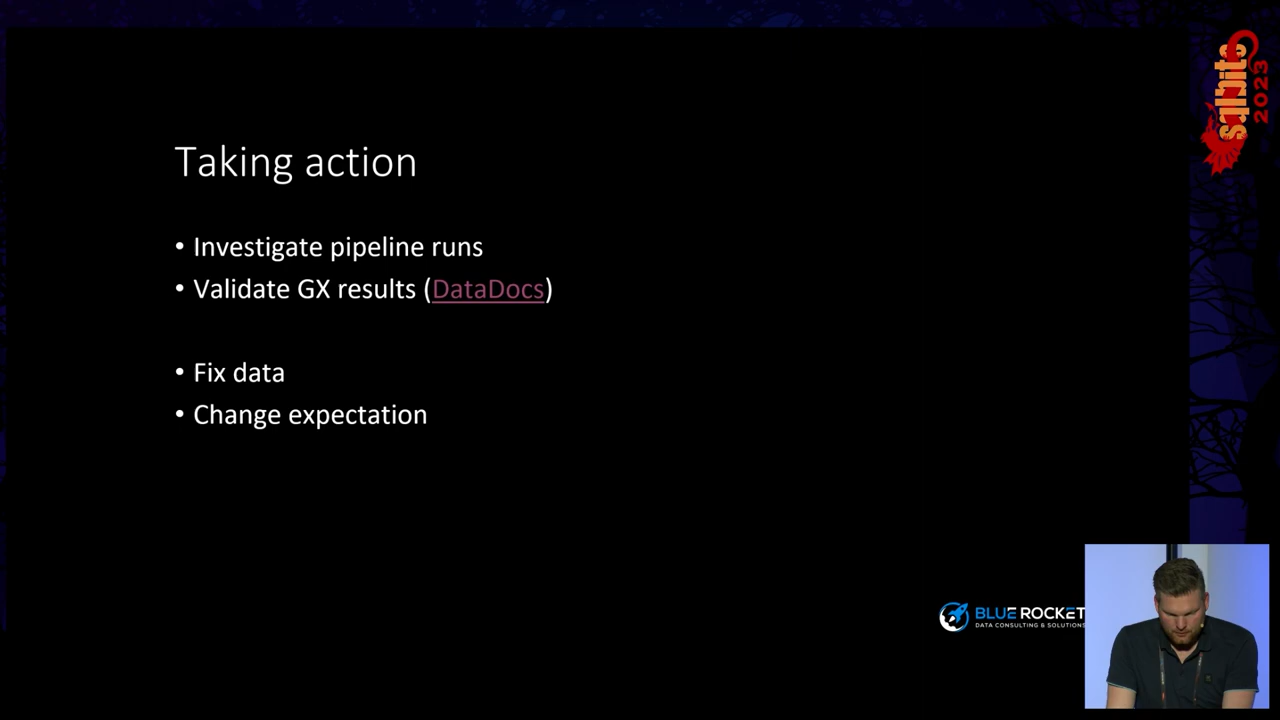 Taking action
• Investigate pipeline runs
• Validate GX results (DataDocs)
• Fix data
• Change expectation
sqlbits
2023
BLUE ROCKET
DATA CONSULTING & SOLUTIONS